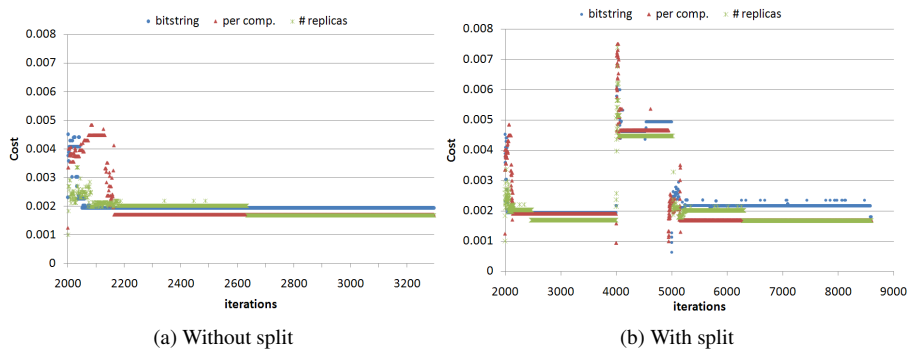 bitstring per comp. # replicas
0.008
0.007
0.006
0.005
0.004
0.003
0.002
0.001
0
Cost
2000 2200 2400 2600 2800 3000 3200
iterations
(a) Without split
bitstring per comp. # replicas
0.008
0.007
0.006
0.005
0.004
0.003
0.002
0.001
0
Cost
2000 3000 4000 5000 6000 7000 8000 9000
iterations
(b) With split